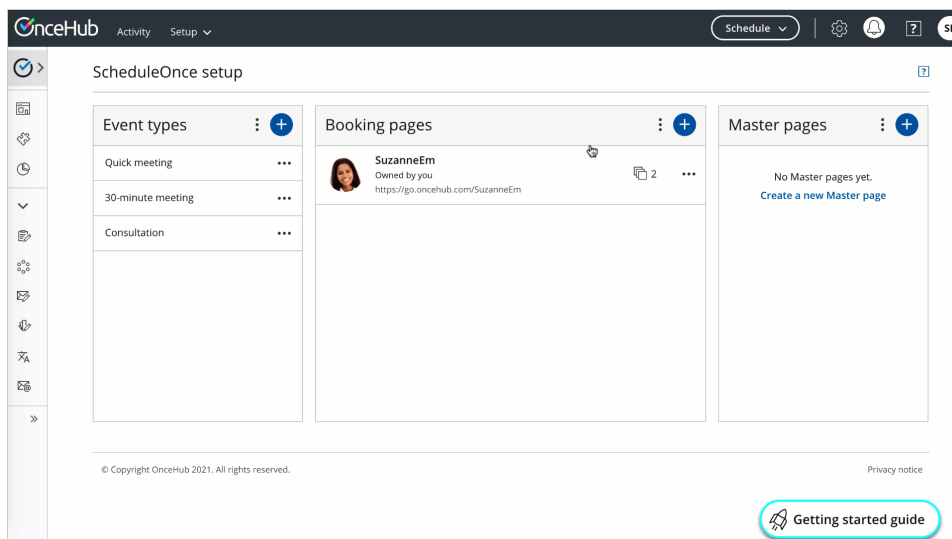 OnceHub
Activity
Setup
Schedule
?
ScheduleOnce setup
?
Event types
Quick meeting
30-minute meeting
Consultation
Booking pages
SuzanneEm
Owned by you
https://go.oncehub.com/SuzanneEm
2
Master pages
No Master pages yet.
Create a new Master page
© Copyright OnceHub 2021. All rights reserved.
Privacy notice
Getting started guide